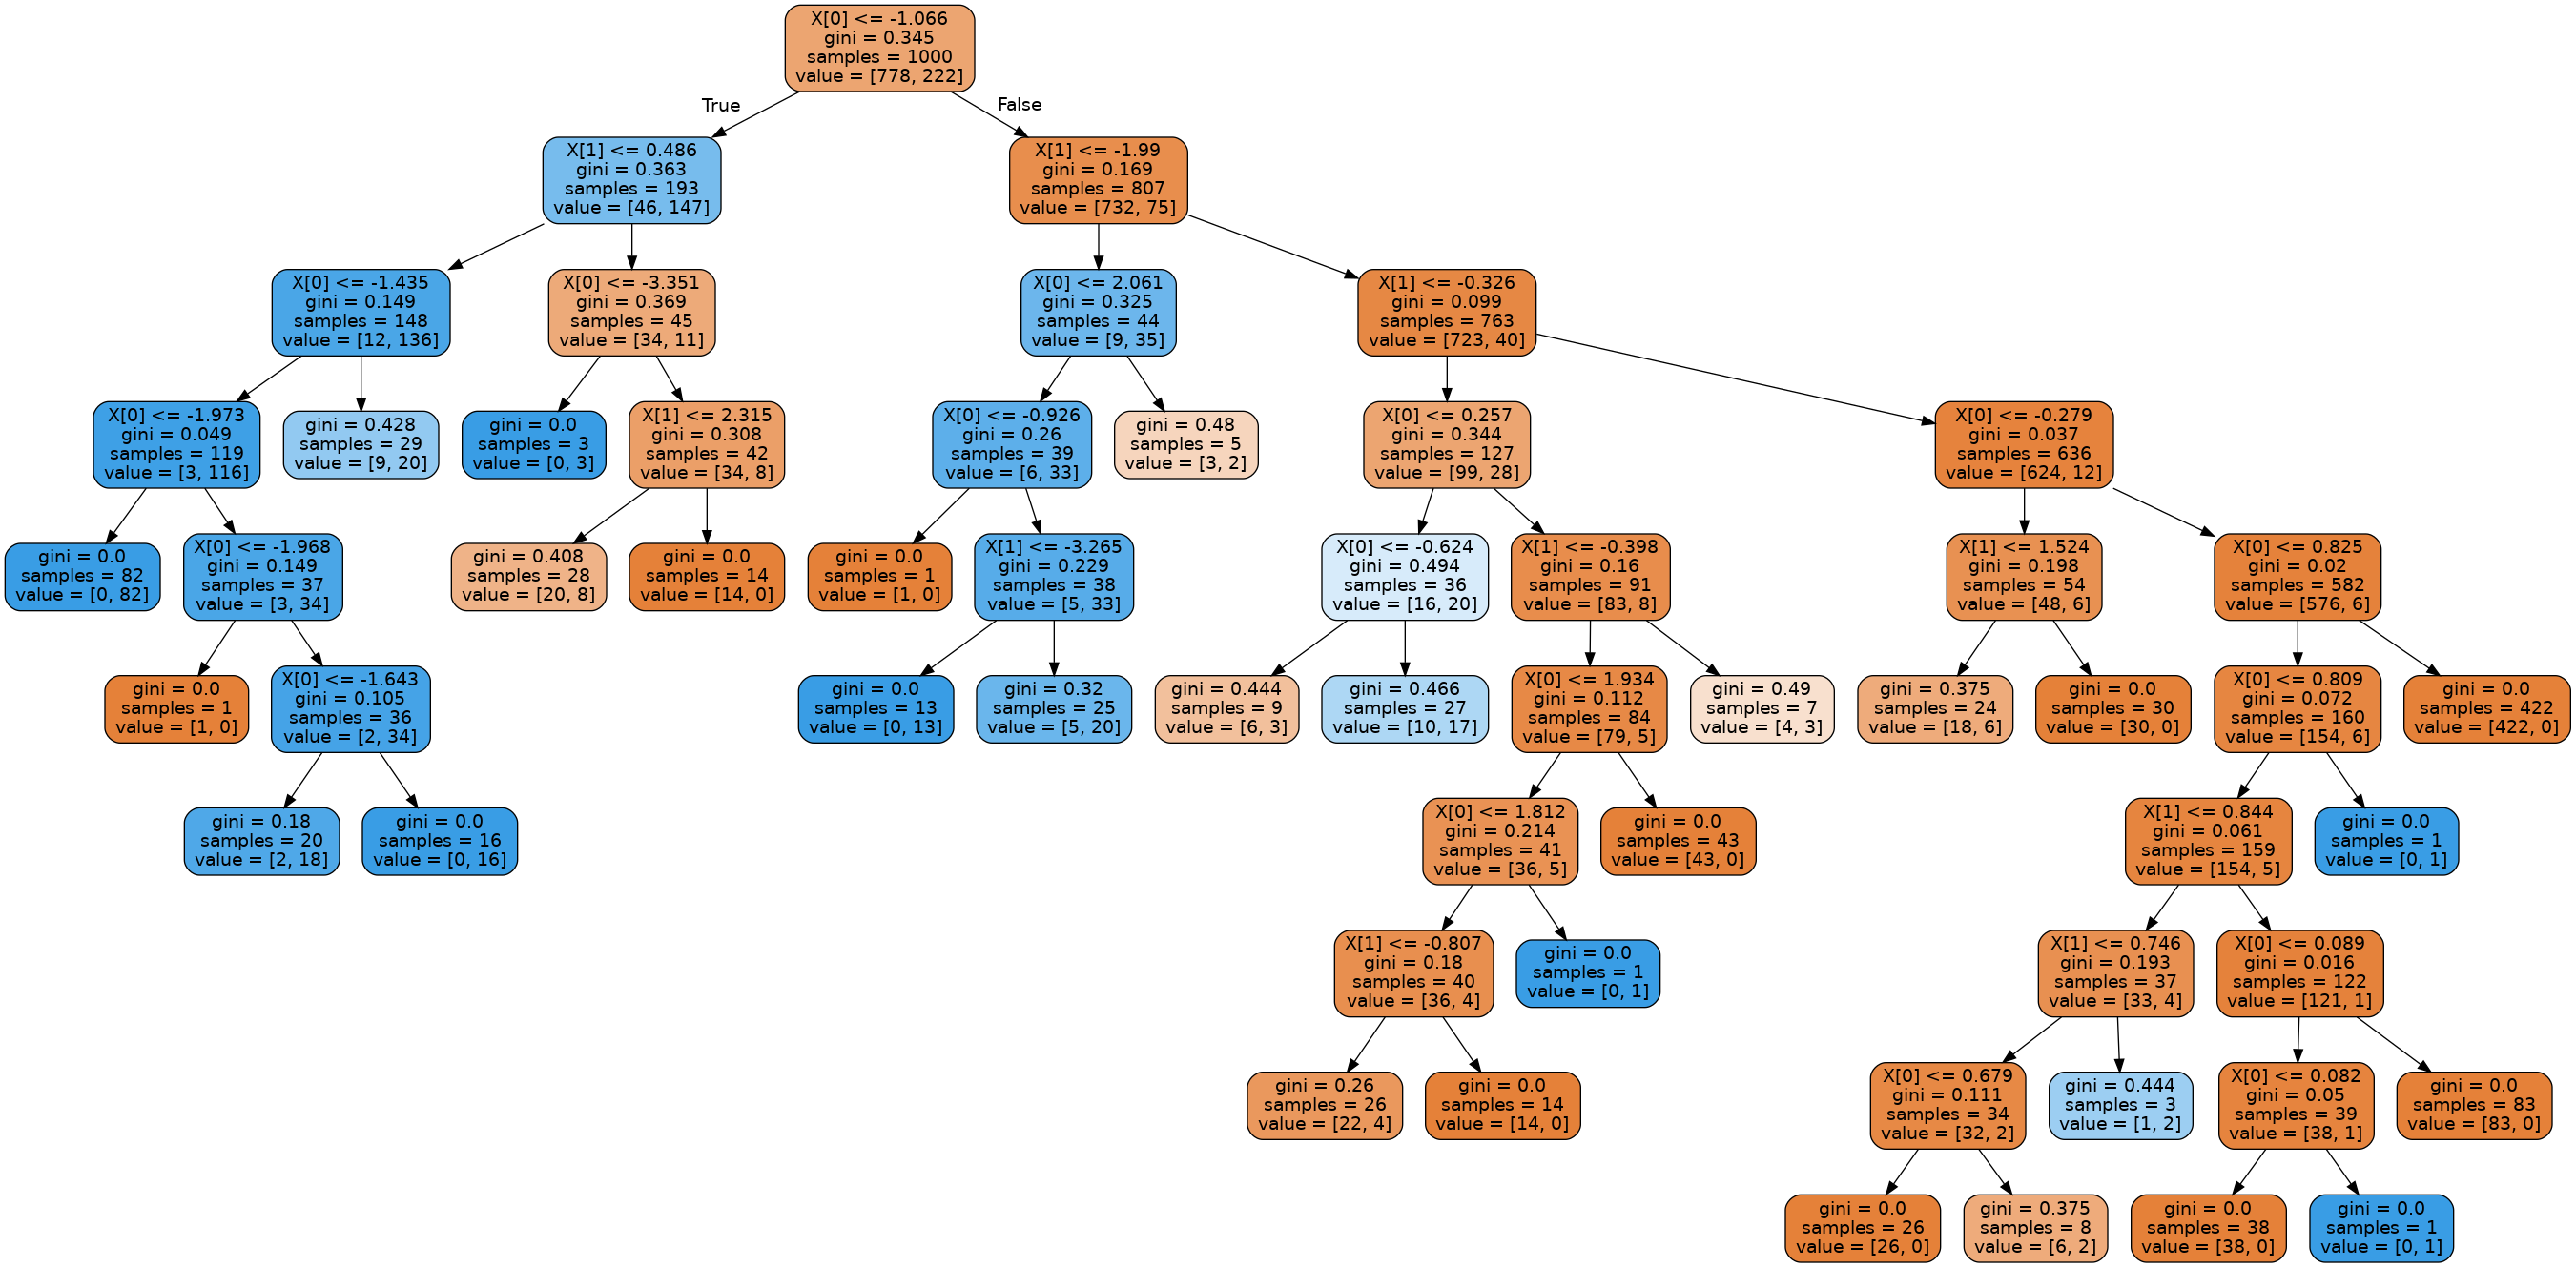 X[0] <= -1.066
gini = 0.345
samples = 1000
value = [778, 222]
True
False
X[1] <= 0.486
gini = 0.363
samples = 193
value = [46, 147]
X[1] <= -1.99
gini = 0.169
samples = 807
value = [732, 75]
X[0] <= -1.435
gini = 0.149
samples = 148
value = [12, 136]
X[0] <= -3.351
gini = 0.369
samples = 45
value = [34, 11]
X[0] <= 2.061
gini = 0.325
samples = 44
value = [9, 35]
X[1] <= -0.326
gini = 0.099
samples = 763
value = [723, 40]
X[0] <= -1.973
gini = 0.049
samples = 119
value = [3, 116]
gini = 0.428
samples = 29
value = [9, 20]
gini = 0.0
samples = 3
value = [0, 3]
X[1] <= 2.315
gini = 0.308
samples = 42
value = [34, 8]
X[0] <= -0.926
gini = 0.26
samples = 39
value = [6, 33]
gini = 0.48
samples = 5
value = [3, 2]
X[0] <= 0.257
gini = 0.344
samples = 127
value = [99, 28]
X[0] <= -0.279
gini = 0.037
samples = 636
value = [624, 12]
gini = 0.0
samples = 82
value = [0, 82]
X[0] <= -1.968
gini = 0.149
samples = 37
value = [3, 34]
gini = 0.408
samples = 28
value = [20, 8]
gini = 0.0
samples = 14
value = [14, 0]
gini = 0.0
samples = 1
value = [1, 0]
X[1] <= -3.265
gini = 0.229
samples = 38
value = [5, 33]
X[0] <= -0.624
gini = 0.494
samples = 36
value = [16, 20]
X[1] <= -0.398
gini = 0.16
samples = 91
value = [83, 8]
X[1] <= 1.524
gini = 0.198
samples = 54
value = [48, 6]
X[0] <= 0.825
gini = 0.02
samples = 582
value = [576, 6]
gini = 0.0
samples = 1
value = [1, 0]
X[0] <= -1.643
gini = 0.105
samples = 36
value = [2, 34]
gini = 0.0
samples = 13
value = [0, 13]
gini = 0.32
samples = 25
value = [5, 20]
gini = 0.444
samples = 9
value = [6, 3]
gini = 0.466
samples = 27
value = [10, 17]
X[0] <= 1.934
gini = 0.112
samples = 84
value = [79, 5]
gini = 0.49
samples = 7
value = [4, 3]
gini = 0.375
samples = 24
value = [18, 6]
gini = 0.0
samples = 30
value = [30, 0]
X[0] <= 0.809
gini = 0.072
samples = 160
value = [154, 6]
gini = 0.0
samples = 422
value = [422, 0]
gini = 0.18
samples = 20
value = [2, 18]
gini = 0.0
samples = 16
value = [0, 16]
X[0] <= 1.812
gini = 0.214
samples = 41
value = [36, 5]
gini = 0.0
samples = 43
value = [43, 0]
X[1] <= 0.844
gini = 0.061
samples = 159
value = [154, 5]
gini = 0.0
samples = 1
value = [0, 1]
X[1] <= -0.807
gini = 0.18
samples = 40
value = [36, 4]
gini = 0.0
samples = 1
value = [0, 1]
X[1] <= 0.746
gini = 0.193
samples = 37
value = [33, 4]
X[0] <= 0.089
gini = 0.016
samples = 122
value = [121, 1]
gini = 0.26
samples = 26
value = [22, 4]
gini = 0.0
samples = 14
value = [14, 0]
X[0] <= 0.679
gini = 0.111
samples = 34
value = [32, 2]
gini = 0.444
samples = 3
value = [1, 2]
X[0] <= 0.082
gini = 0.05
samples = 39
value = [38, 1]
gini = 0.0
samples = 83
value = [83, 0]
gini = 0.0
samples = 26
value = [26, 0]
gini = 0.375
samples = 8
value = [6, 2]
gini = 0.0
samples = 38
value = [38, 0]
gini = 0.0
samples = 1
value = [0, 1]